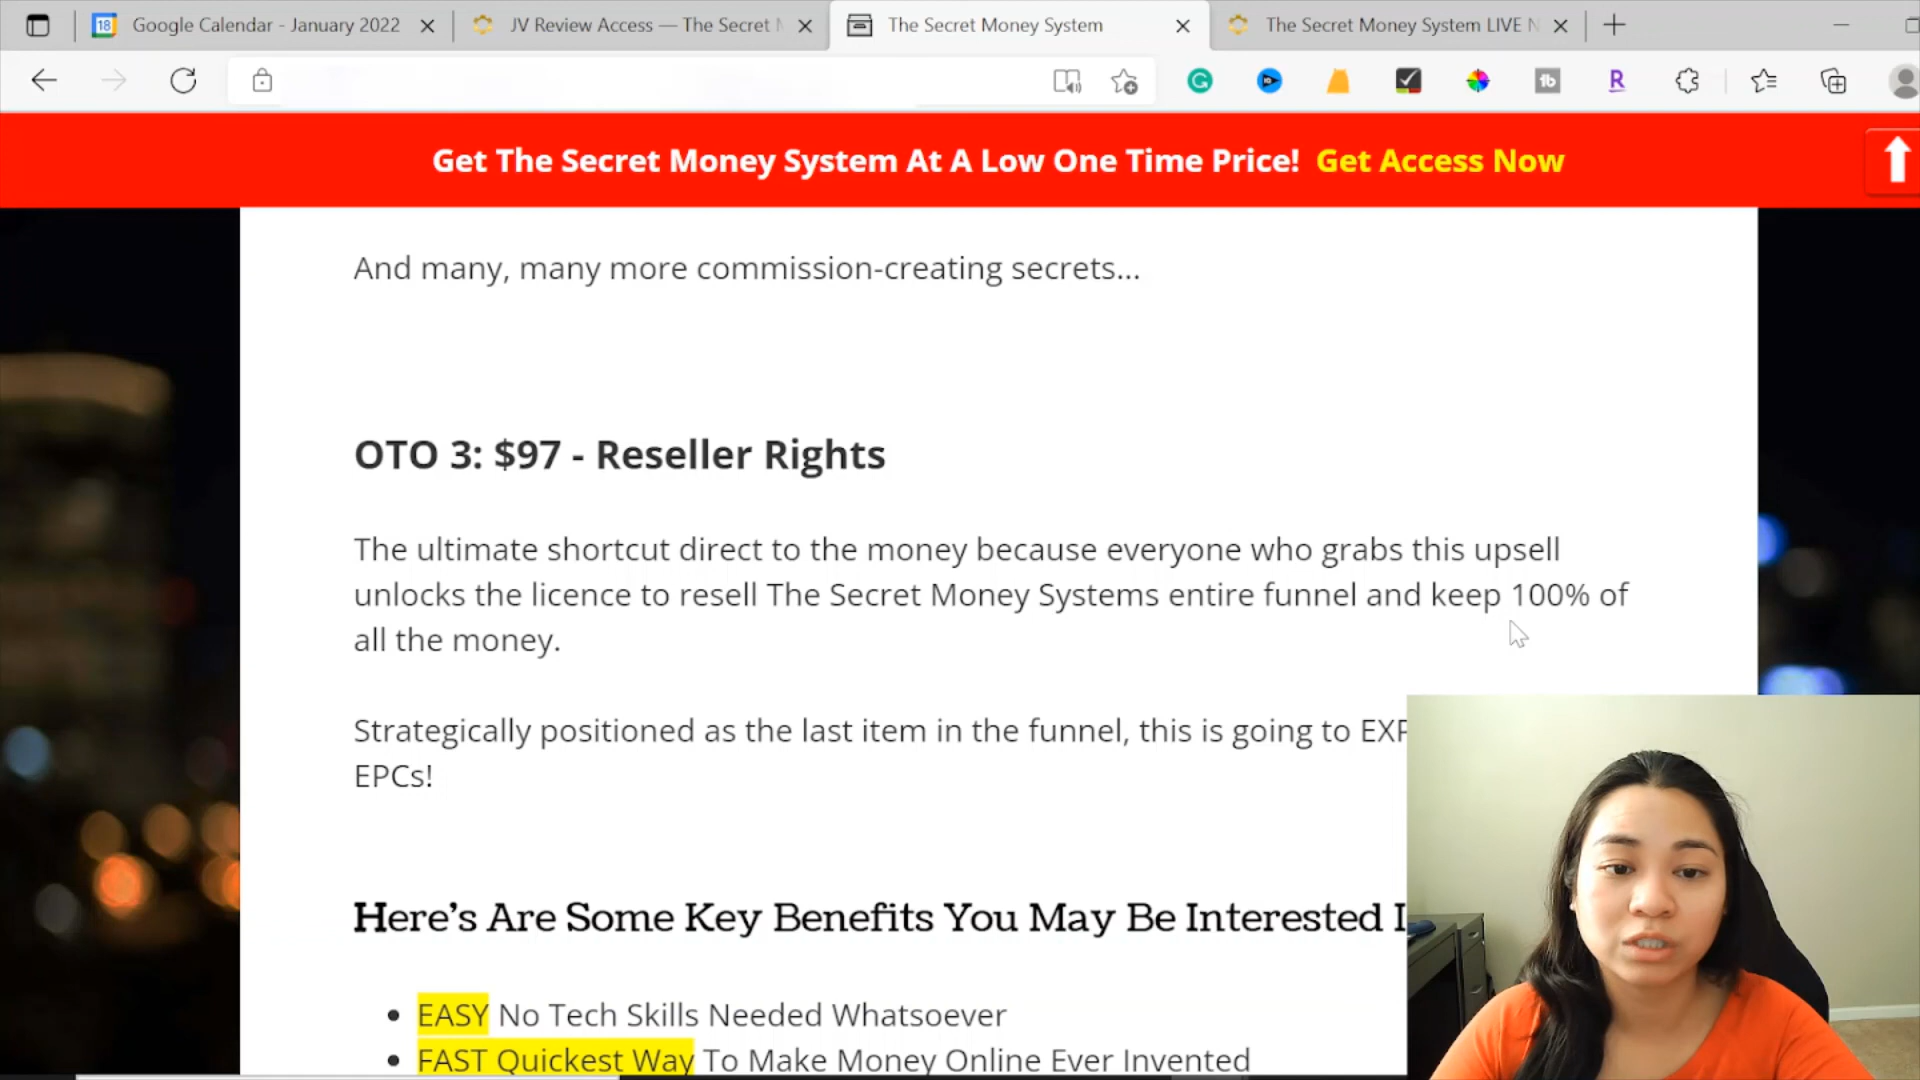 Google Calendar - January 2022
JV Review Access — The Secret M
The Secret Money System
The Secret Money System LIVE N
Get The Secret Money System At A Low One Time Price! Get Access Now
And many, many more commission-creating secrets...
OTO 3: $97 - Reseller Rights
The ultimate shortcut direct to the money because everyone who grabs this upsell
unlocks the licence to resell The Secret Money Systems entire funnel and keep 100% of
all the money.
Strategically positioned as the last item in the funnel, this is going to EXP
EPCs!
Here's Are Some Key Benefits You May Be Interested I
EASY No Tech Skills Needed Whatsoever
FAST Quickest Way To Make Money Online Ever Invented